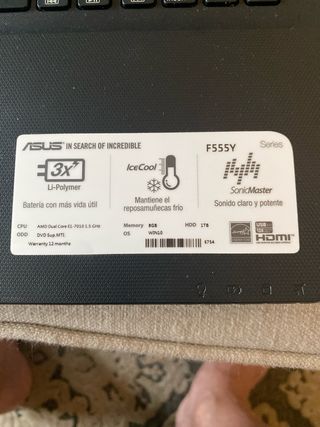 ASUS IN SEARCH OF INCREDIBLE
F555Y Series
3x
Li-Polymer
Batería con más vida útil
IceCool
Mantiene el
reposamuñecas frío
SonicMaster
Sonido claro y potente
CPU AMD Dual Core E1-7010 1.5 GHz
ODD DVD Sup.MTL
Warranty 12 months
Memory 8GB HDD 1TB
OS WIN10
6754
HDMI